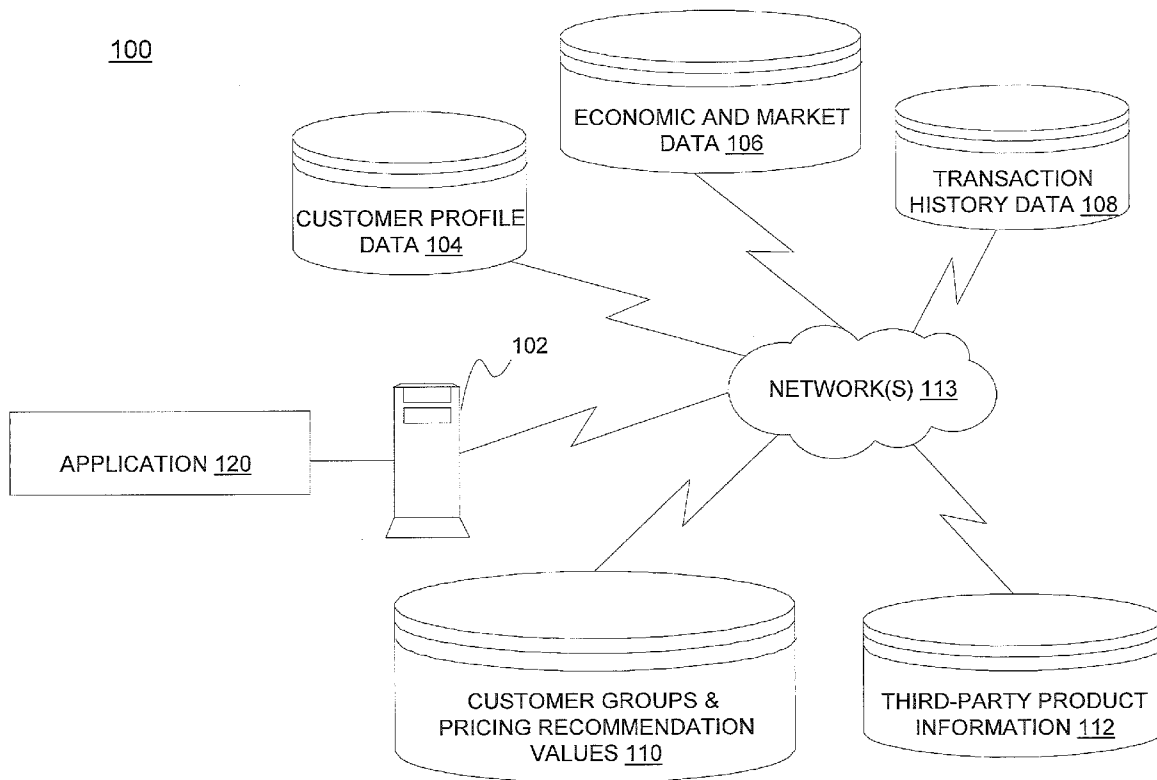 100
ECONOMIC AND MARKET
DATA 106
TRANSACTION
HISTORY DATA 108
CUSTOMER PROFILE
DATA 104
102
NETWORK(S) 113
APPLICATION 120
CUSTOMER GROUPS &
PRICING RECOMMENDATION
VALUES 110
THIRD-PARTY PRODUCT
INFORMATION 112